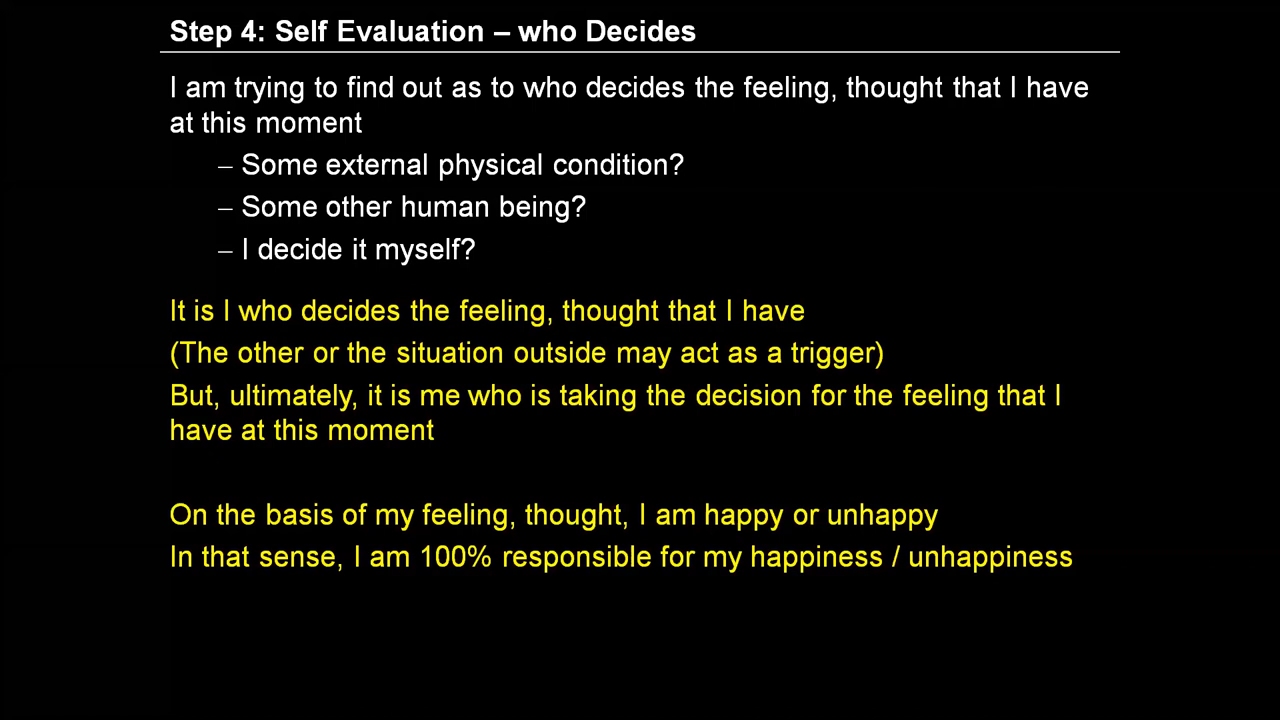 Step 4: Self Evaluation – who Decides
I am trying to find out as to who decides the feeling, thought that I have
at this moment
– Some external physical condition?
– Some other human being?
– I decide it myself?
It is I who decides the feeling, thought that I have
(The other or the situation outside may act as a trigger)
But, ultimately, it is me who is taking the decision for the feeling that I
have at this moment
On the basis of my feeling, thought, I am happy or unhappy
In that sense, I am 100% responsible for my happiness / unhappiness